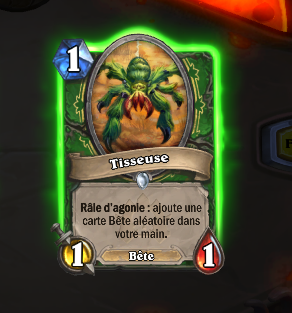 1
Tisseuse
Râle d'agonie : ajoute une
carte Bête aléatoire dans
votre main.
1
Bête
1